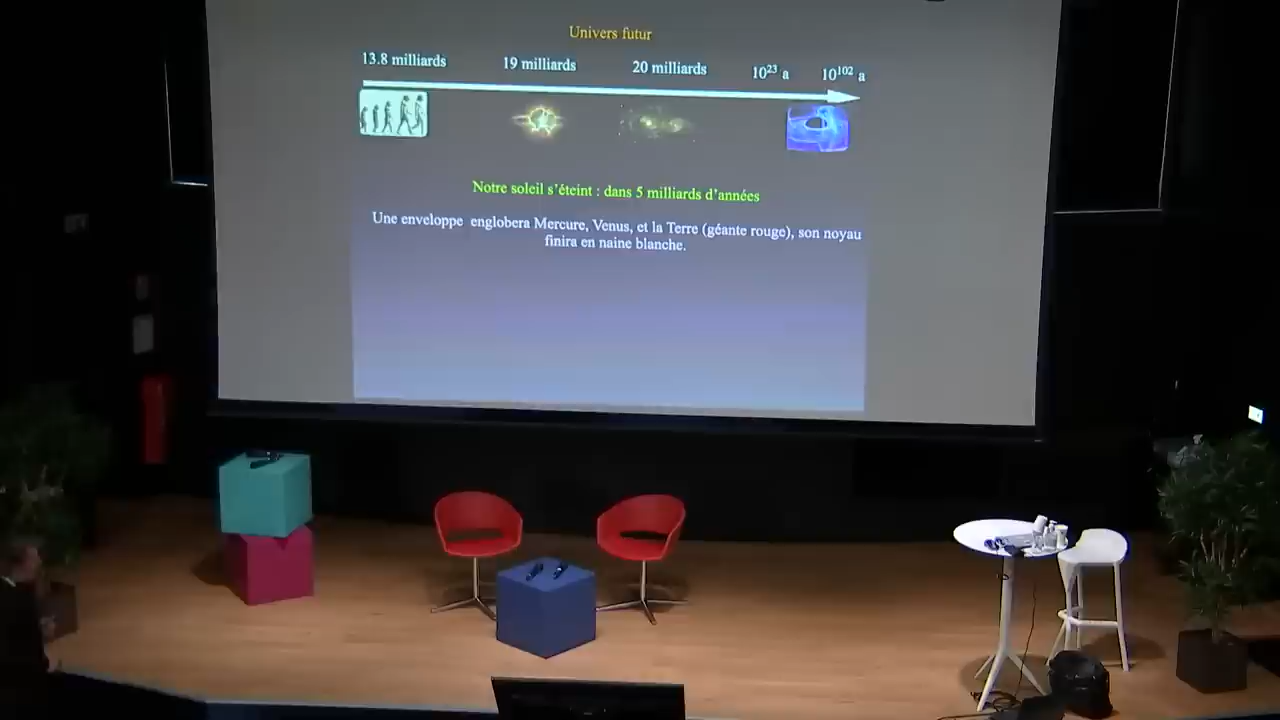 Univers futur
13.8 milliards 19 milliards 20 milliards 10²³ a 10¹⁰² a
Notre soleil s’éteint : dans 5 milliards d’années
Une enveloppe englobera Mercure, Venus, et la Terre (géante rouge), son noyau
finira en naine blanche.